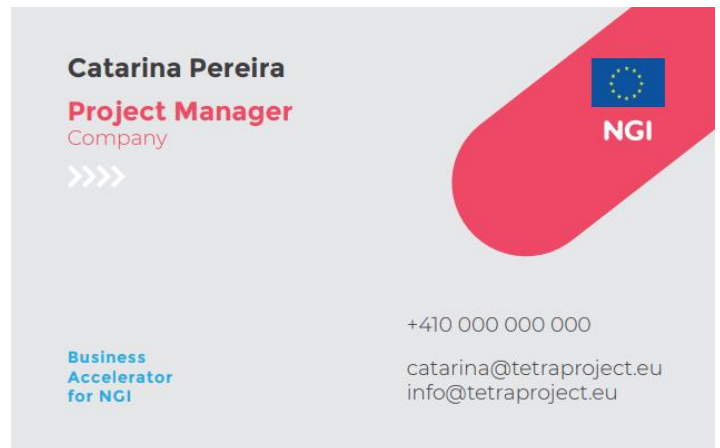 Catarina Pereira
Project Manager
Company
NGI
+410 000 000 000
catarina@tetraproject.eu
info@tetraproject.eu
Business
Accelerator
for NGI